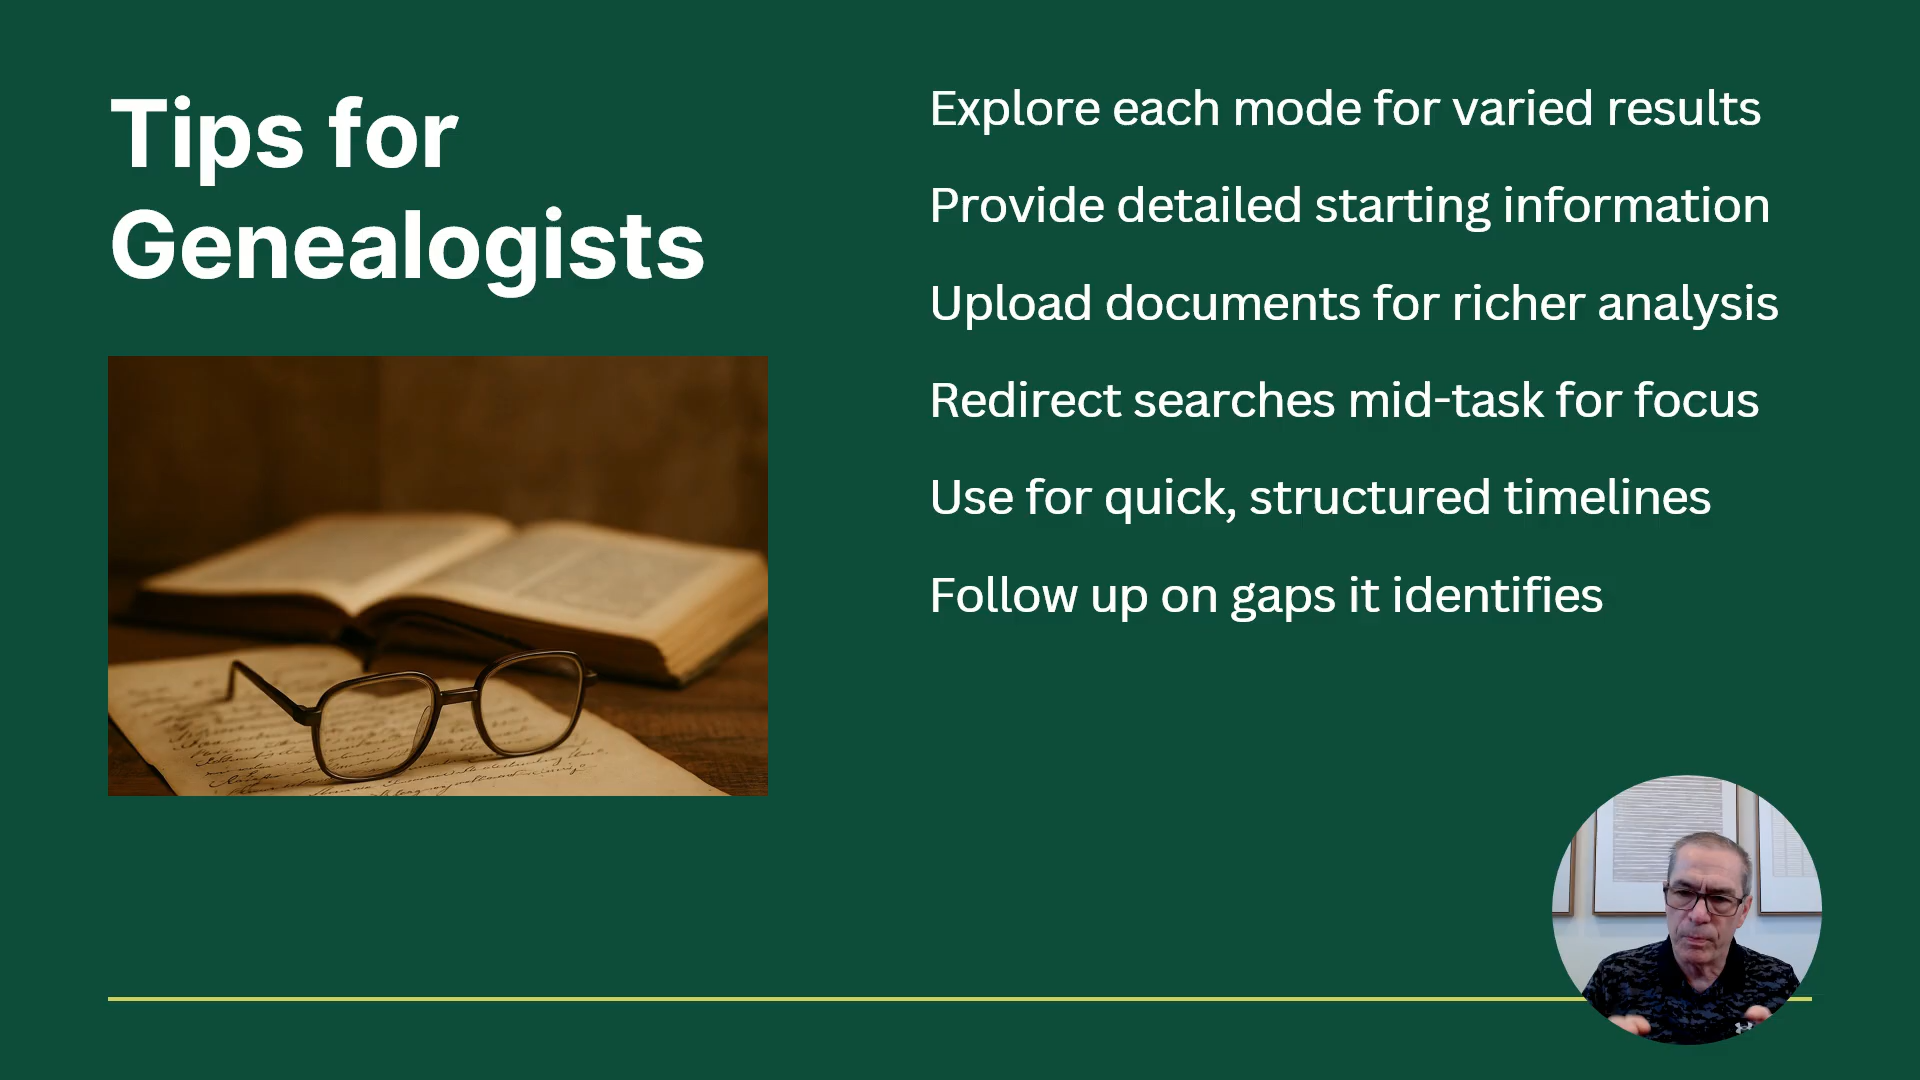 Tips for
Genealogists
Explore each mode for varied results
Provide detailed starting information
Upload documents for richer analysis
Redirect searches mid-task for focus
Use for quick, structured timelines
Follow up on gaps it identifies